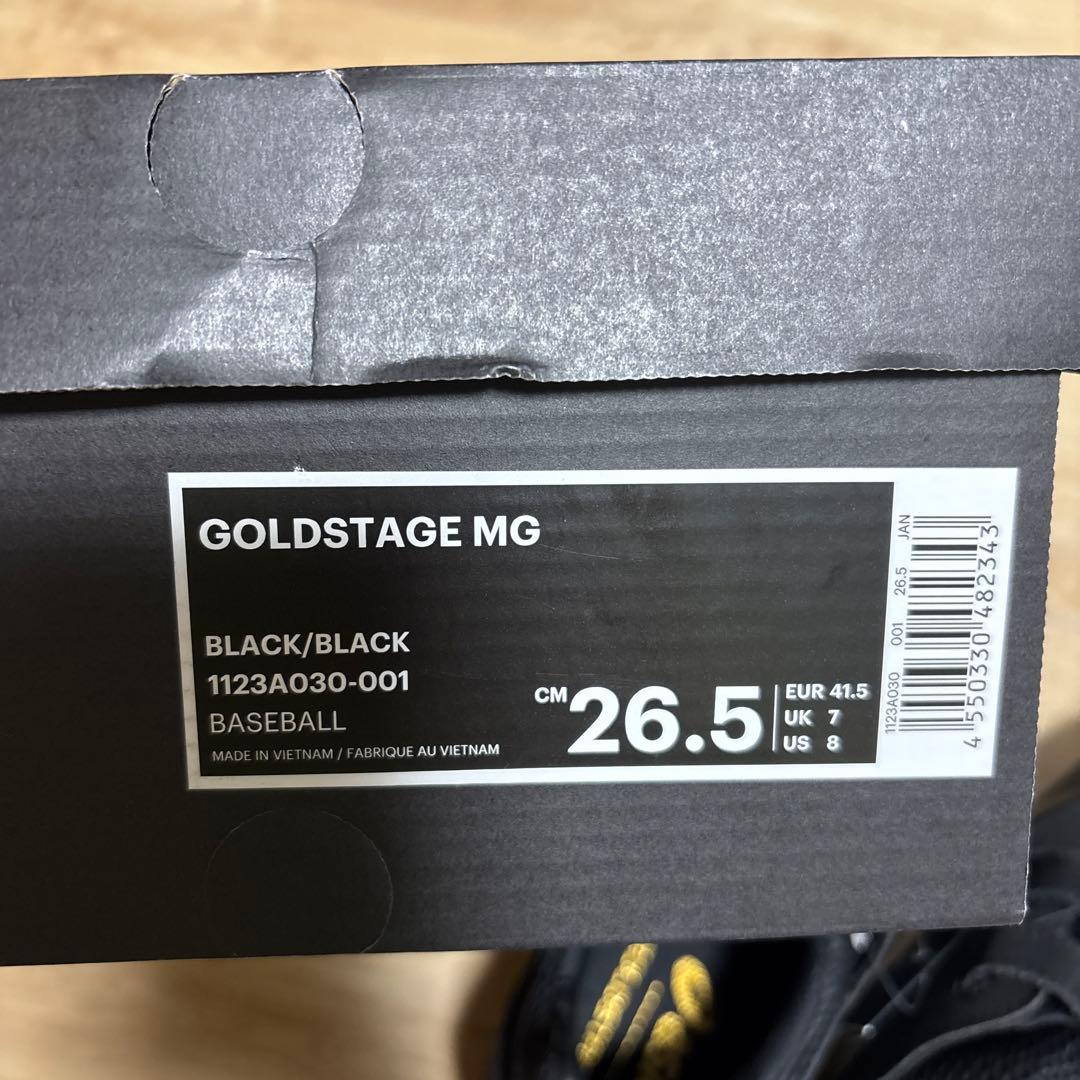 GOLDSTAGE MG
BLACK/BLACK
1123A030-001
BASEBALL
MADE IN VIETNAM / FABRIQUE AU VIETNAM
CM 26.5
EUR 41.5
UK 7
US 8
1123A030 001 26.5 JAN
4 550330 482343